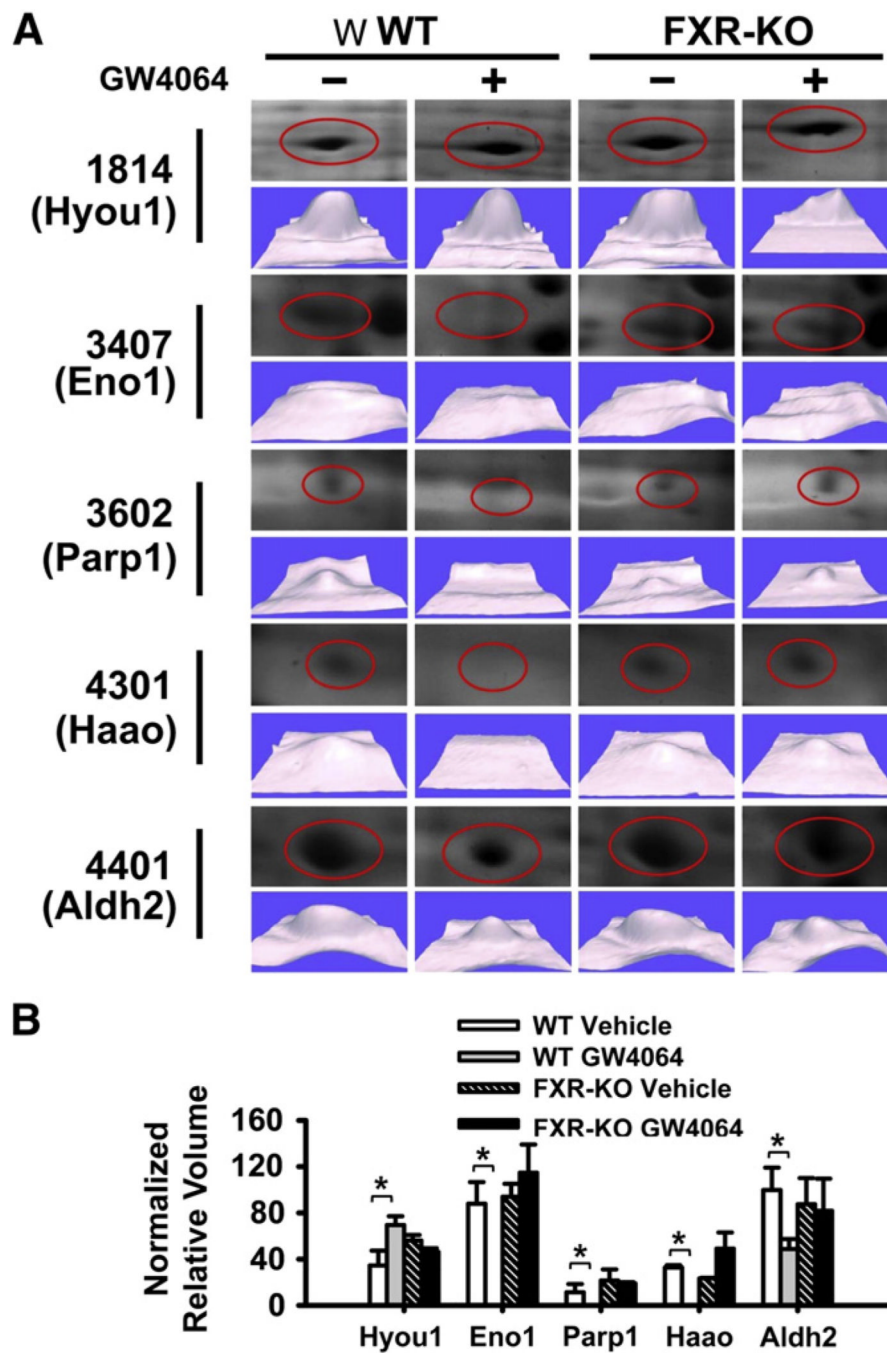 A
W WT FXR-KO
GW4064 − + − +
1814
(Hyou1)
3407
(Eno1)
3602
(Parp1)
4301
(Haao)
4401
(Aldh2)
B
WT Vehicle
WT GW4064
FXR-KO Vehicle
FXR-KO GW4064
Normalized
Relative Volume
160
120
80
40
0
* * * * *
Hyou1 Eno1 Parp1 Haao Aldh2